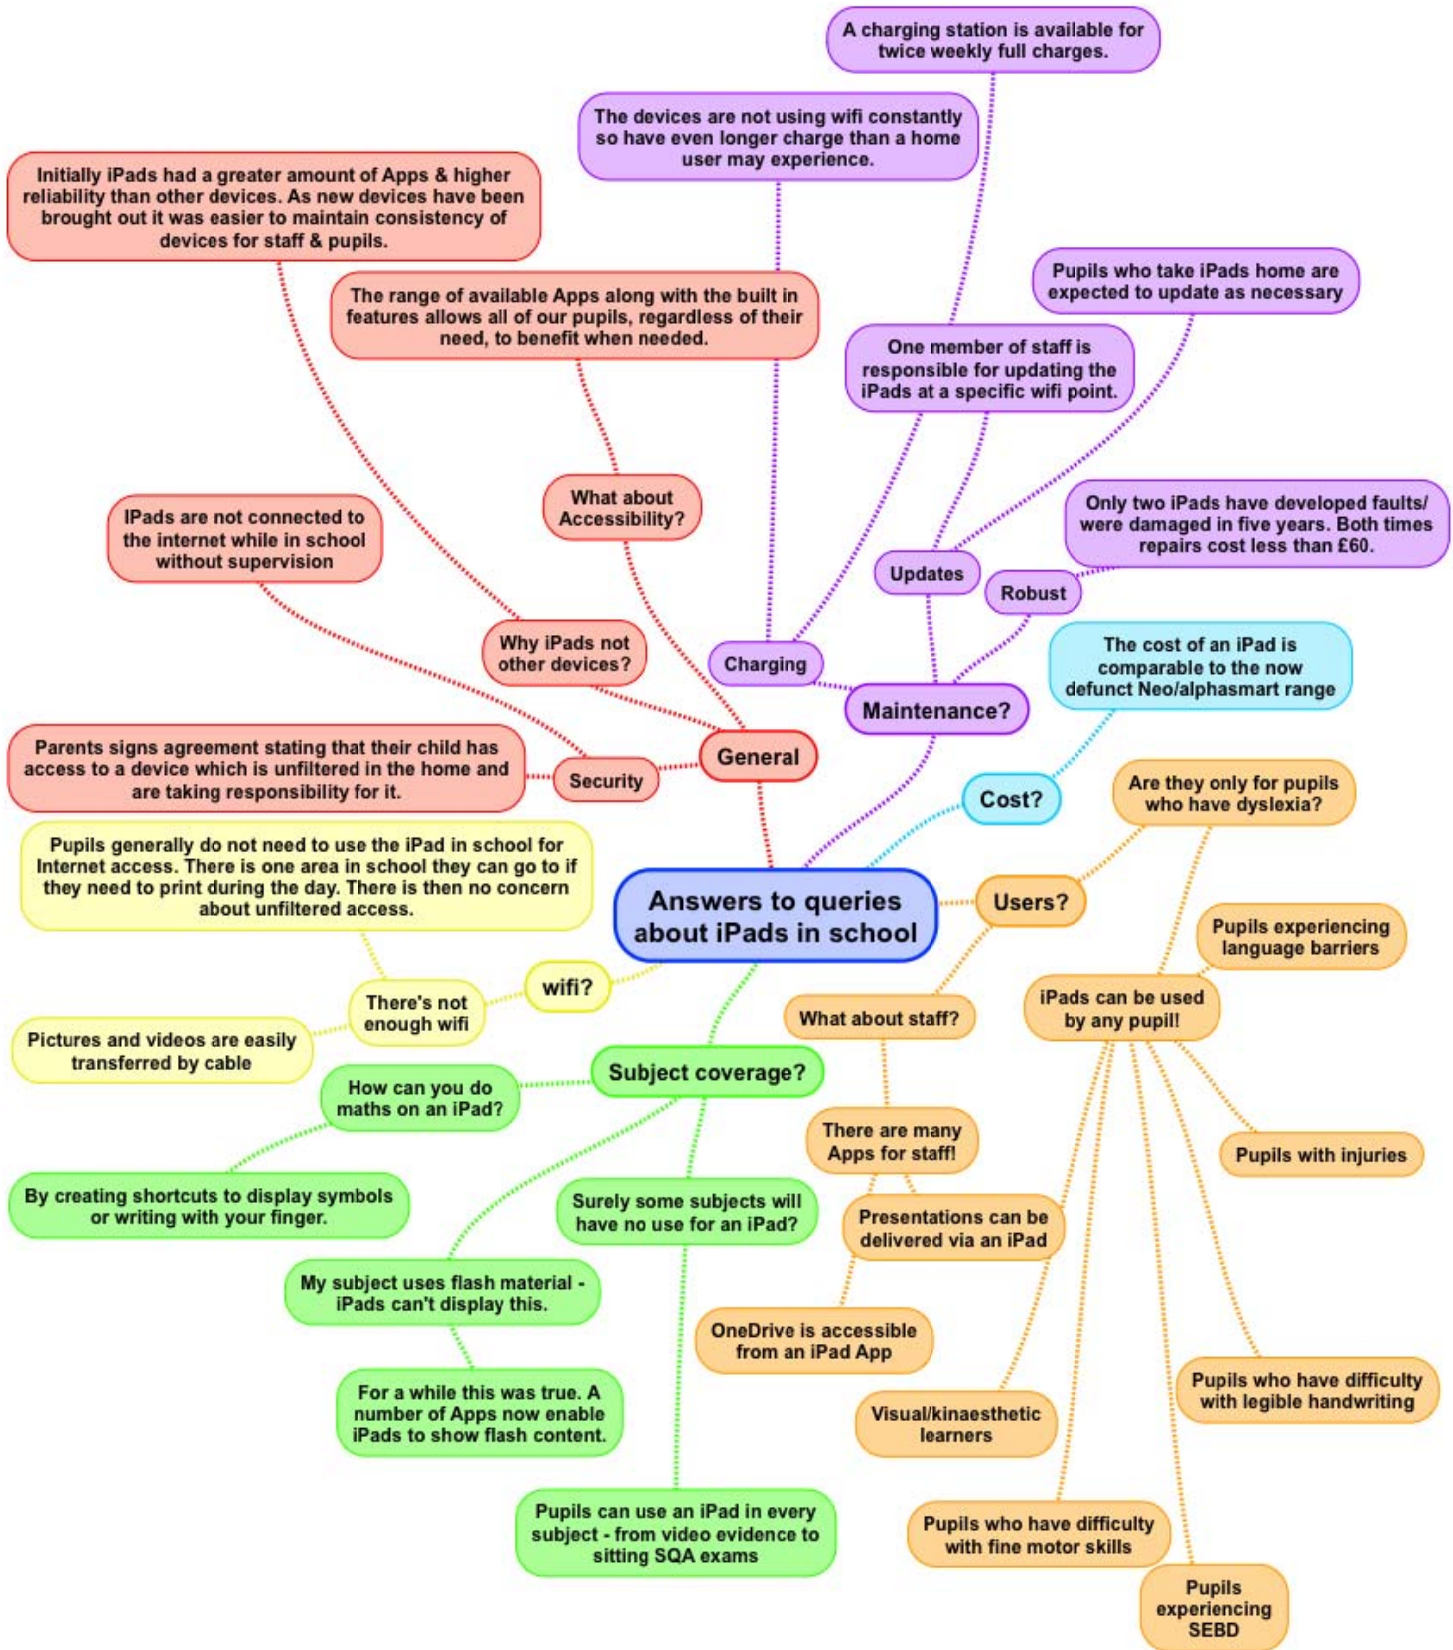 A charging station is available for
twice weekly full charges.
The devices are not using wifi constantly
so have even longer charge than a home
user may experience.
Initially iPads had a greater amount of Apps & higher
reliability than other devices. As new devices have been
brought out it was easier to maintain consistency of
devices for staff & pupils.
The range of available Apps along with the built in
features allows all of our pupils, regardless of their
need, to benefit when needed.
Pupils who take iPads home are
expected to update as necessary
One member of staff is
responsible for updating the
iPads at a specific wifi point.
What about
Accessibility?
IPads are not connected to
the internet while in school
without supervision
Only two iPads have developed faults/
were damaged in five years. Both times
repairs cost less than £60.
Updates
Robust
Why iPads not
other devices?
Charging
The cost of an iPad is
comparable to the now
defunct Neo/alphasmart range
Maintenance?
General
Parents signs agreement stating that their child has
access to a device which is unfiltered in the home and
are taking responsibility for it.
Security
Cost?
Are they only for pupils
who have dyslexia?
Pupils generally do not need to use the iPad in school for
Internet access. There is one area in school they can go to if
they need to print during the day. There is then no concern
about unfiltered access.
Answers to queries
about iPads in school
Users?
Pupils experiencing
language barriers
wifi?
There's not
enough wifi
What about staff?
iPads can be used
by any pupil!
Pictures and videos are easily
transferred by cable
Subject coverage?
How can you do
maths on an iPad?
There are many
Apps for staff!
Pupils with injuries
By creating shortcuts to display symbols
or writing with your finger.
Surely some subjects will
have no use for an iPad?
Presentations can be
delivered via an iPad
My subject uses flash material -
iPads can't display this.
OneDrive is accessible
from an iPad App
For a while this was true. A
number of Apps now enable
iPads to show flash content.
Visual/kinaesthetic
learners
Pupils who have difficulty
with legible handwriting
Pupils can use an iPad in every
subject - from video evidence to
sitting SQA exams
Pupils who have difficulty
with fine motor skills
Pupils
experiencing
SEBD